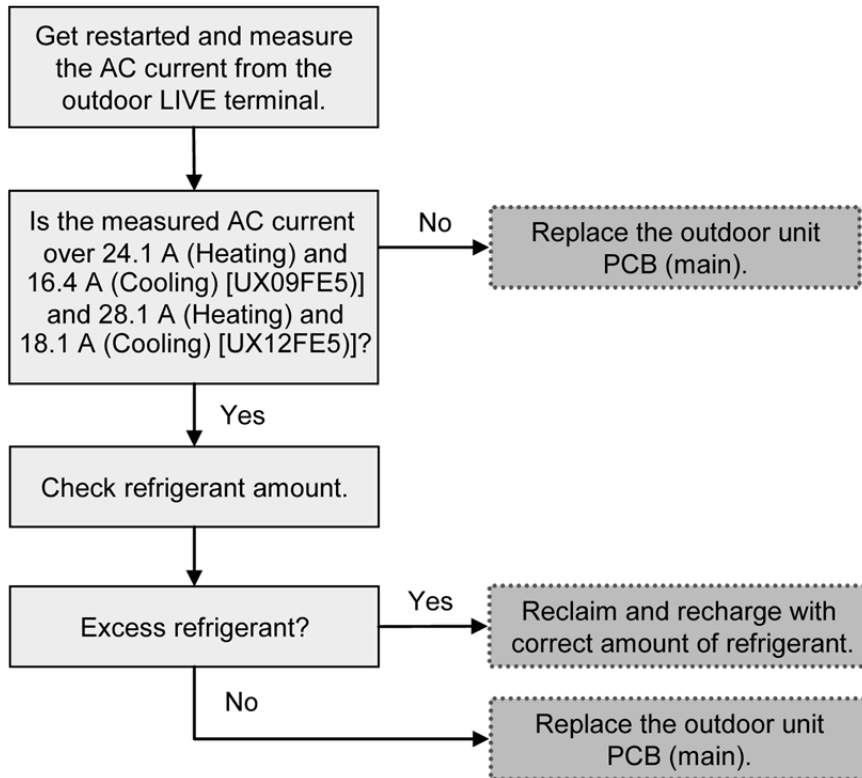 Get restarted and measure
the AC current from the
outdoor LIVE terminal.
Is the measured AC current
over 24.1 A (Heating) and
16.4 A (Cooling) [UX09FE5)]
and 28.1 A (Heating) and
18.1 A (Cooling) [UX12FE5)]?
No
Replace the outdoor unit
PCB (main).
Yes
Check refrigerant amount.
Excess refrigerant?
Yes
Reclaim and recharge with
correct amount of refrigerant.
No
Replace the outdoor unit
PCB (main).